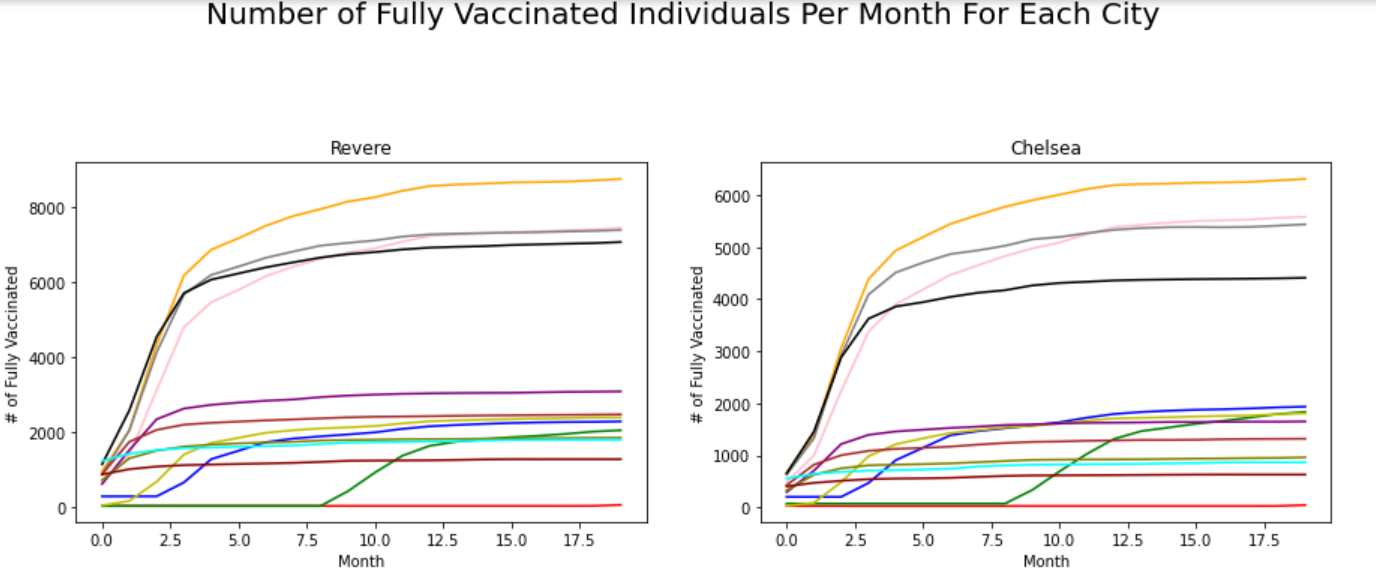 Number of Fully Vaccinated Individuals Per Month For Each City
Revere
# of Fully Vaccinated
8000
6000
4000
2000
0
0.0 2.5 5.0 7.5 10.0 12.5 15.0 17.5
Month
Chelsea
# of Fully Vaccinated
6000
5000
4000
3000
2000
1000
0
0.0 2.5 5.0 7.5 10.0 12.5 15.0 17.5
Month